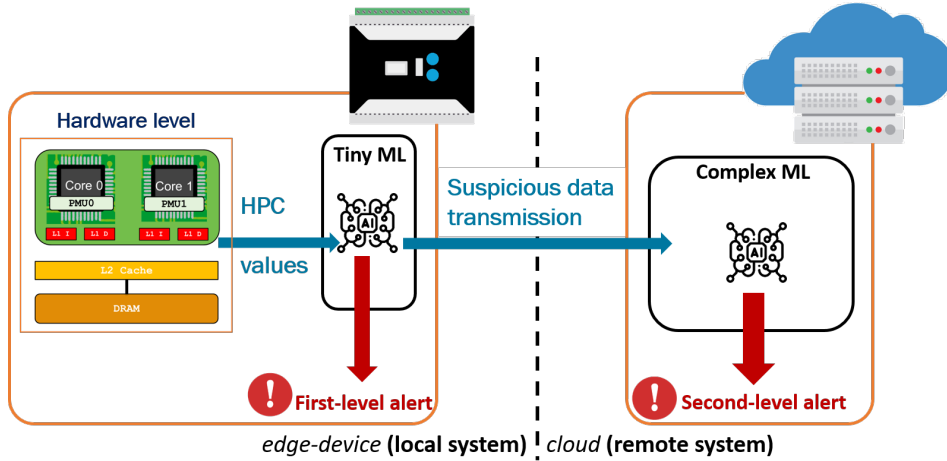 Hardware level
Core 0
Core 1
PMU0
PMU1
L1 I
L1 D
L1 I
L1 D
L2 Cache
DRAM
HPC
values
Tiny ML
AI
First-level alert
Suspicious data
transmission
Complex ML
AI
Second-level alert
edge-device (local system)
cloud (remote system)